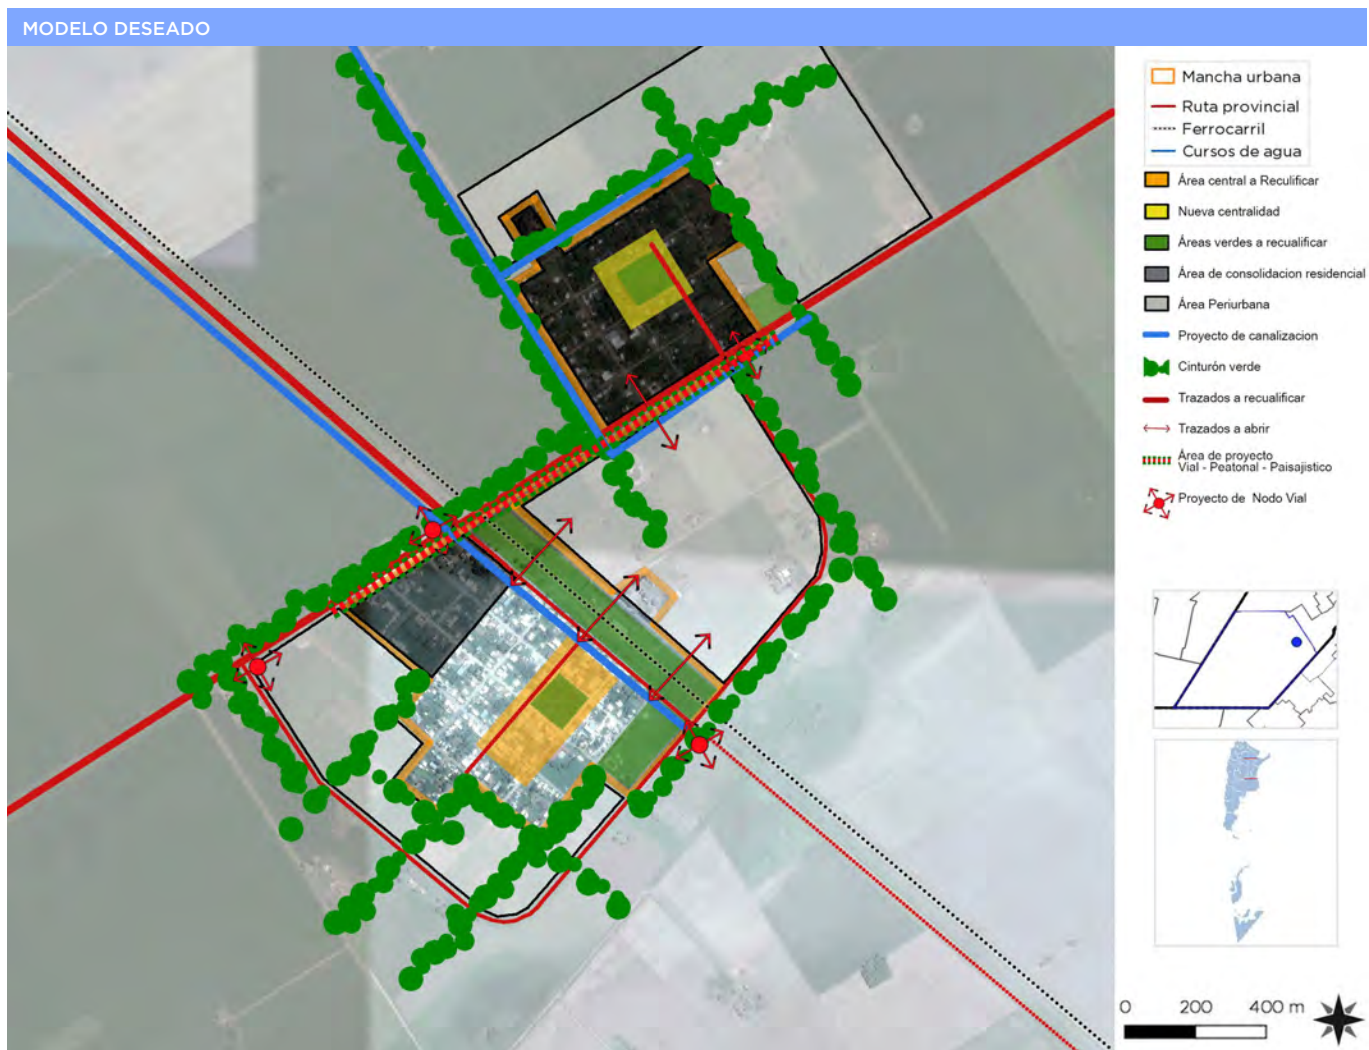 MODELO DESEADO
Mancha urbana
Ruta provincial
Ferrocarril
Cursos de agua
Área central a Reculificar
Nueva centralidad
Áreas verdes a recualificar
Área de consolidacion residencial
Área Periurbana
Proyecto de canalizacion
Cinturón verde
Trazados a recualificar
Trazados a abrir
Área de proyecto
Vial - Peatonal - Paisajistico
Proyecto de Nodo Vial
0 200 400 m